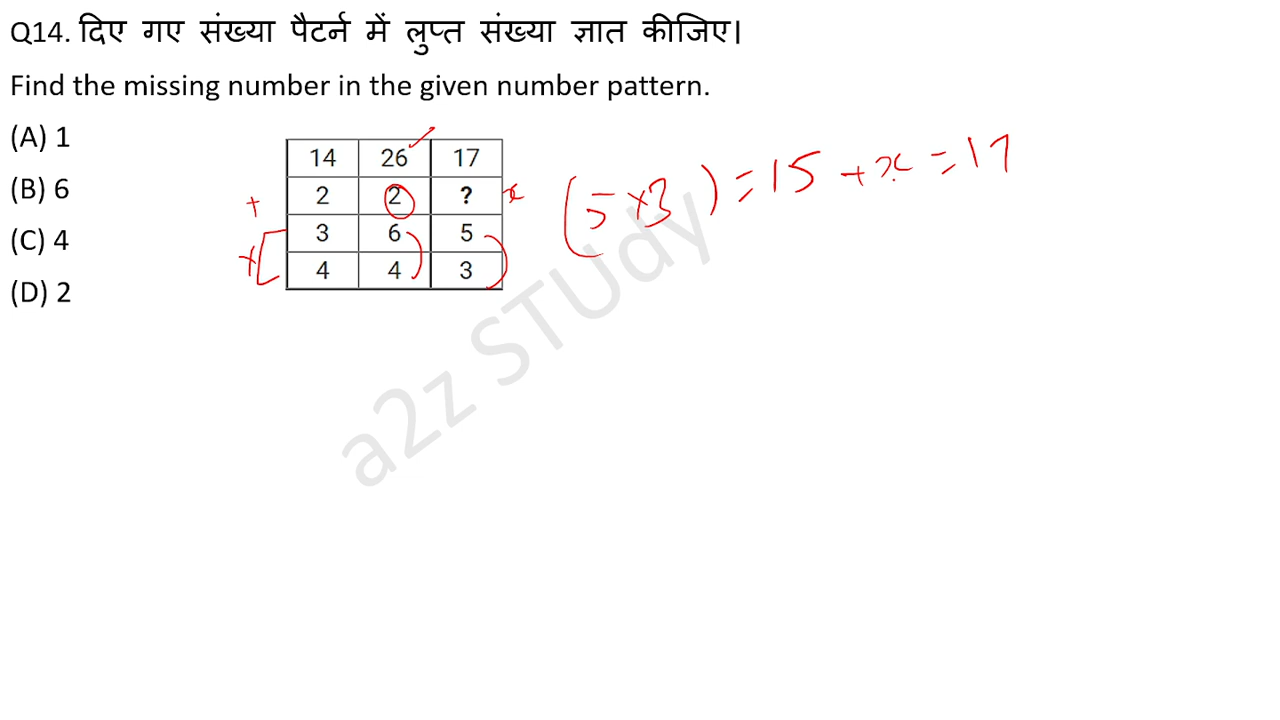 Q14. दिए गए संख्या पैटर्न में लुप्त संख्या ज्ञात कीजिए।
Find the missing number in the given number pattern.
(A) 1
(B) 6
(C) 4
(D) 2
14 26 17
+ 2 2 ? x
× 3 6 5
4 4 3
(5×3) = 15 + x = 17
a2z STUdy